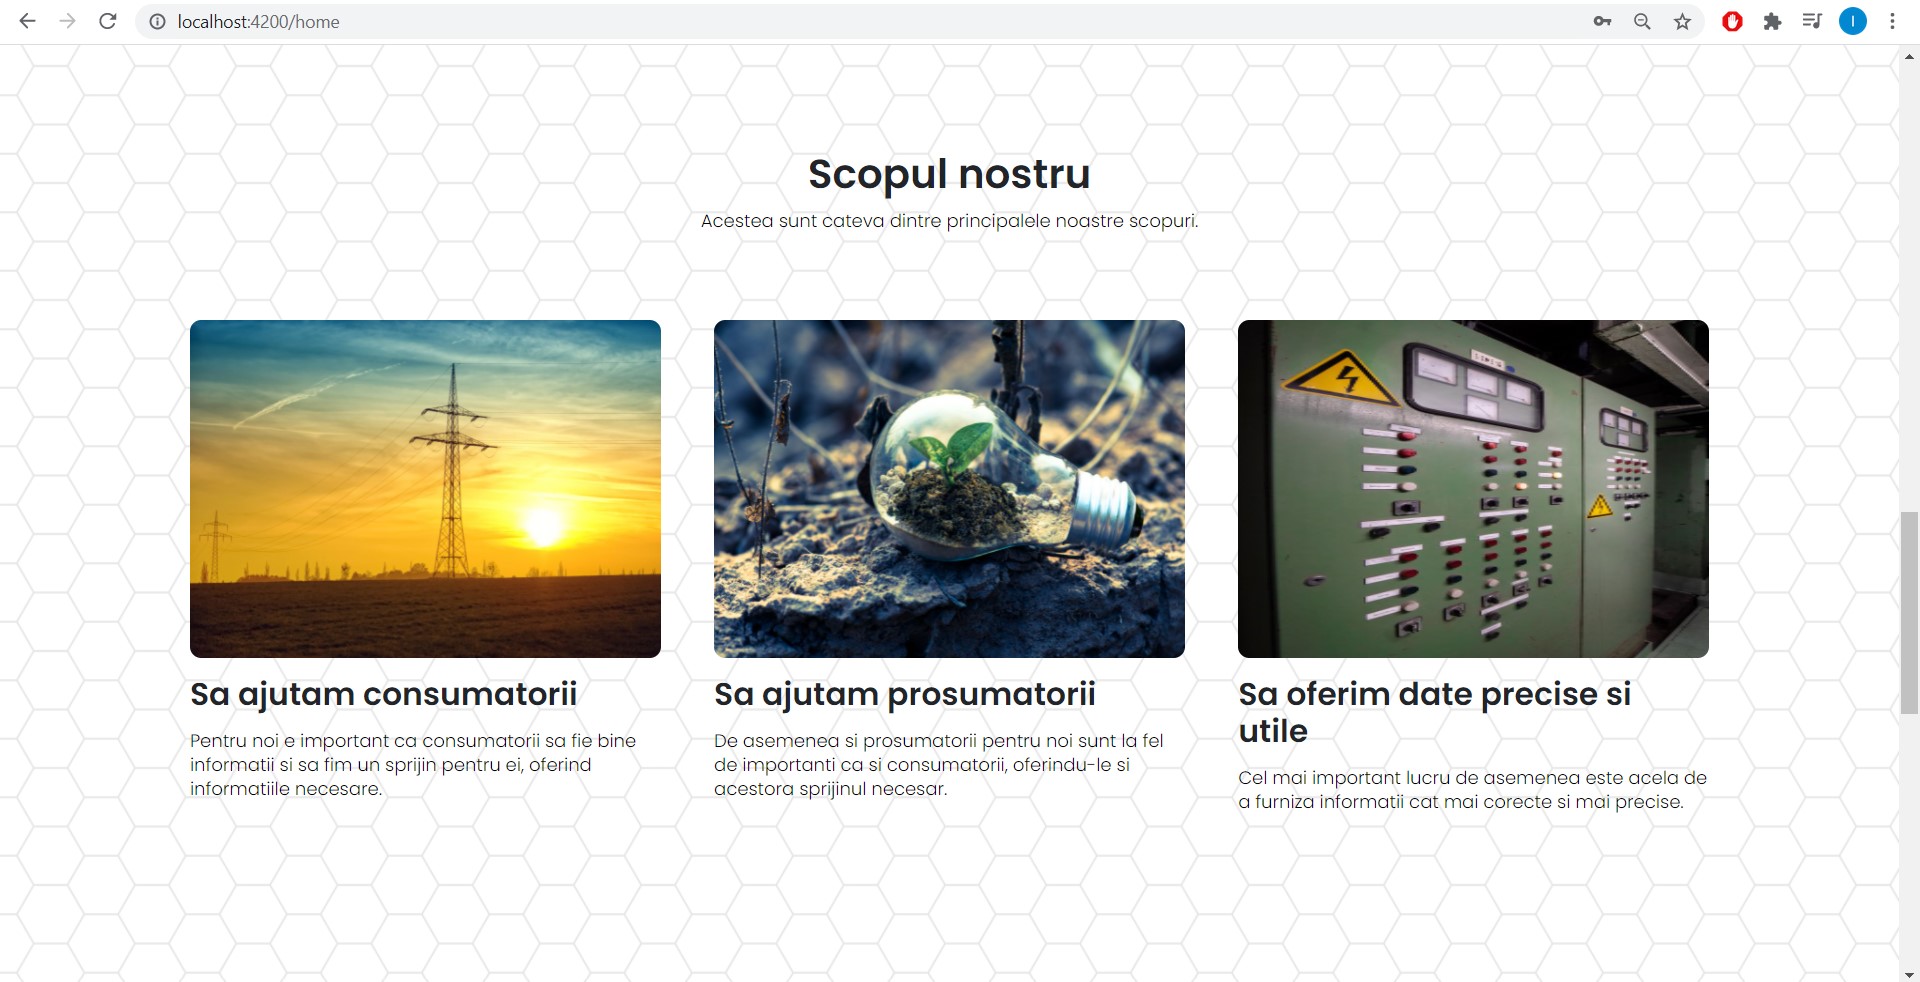 localhost:4200/home
I
Scopul nostru
Acestea sunt cateva dintre principalele noastre scopuri.
Sa ajutam consumatorii
Pentru noi e important ca consumatorii sa fie bine
informatii si sa fim un sprijin pentru ei, oferind
informatiile necesare.
Sa ajutam prosumatorii
De asemenea si prosumatorii pentru noi sunt la fel
de importanti ca si consumatorii, oferindu-le si
acestora sprijinul necesar.
Sa oferim date precise si
utile
Cel mai important lucru de asemenea este acela de
a furniza informatii cat mai corecte si mai precise.